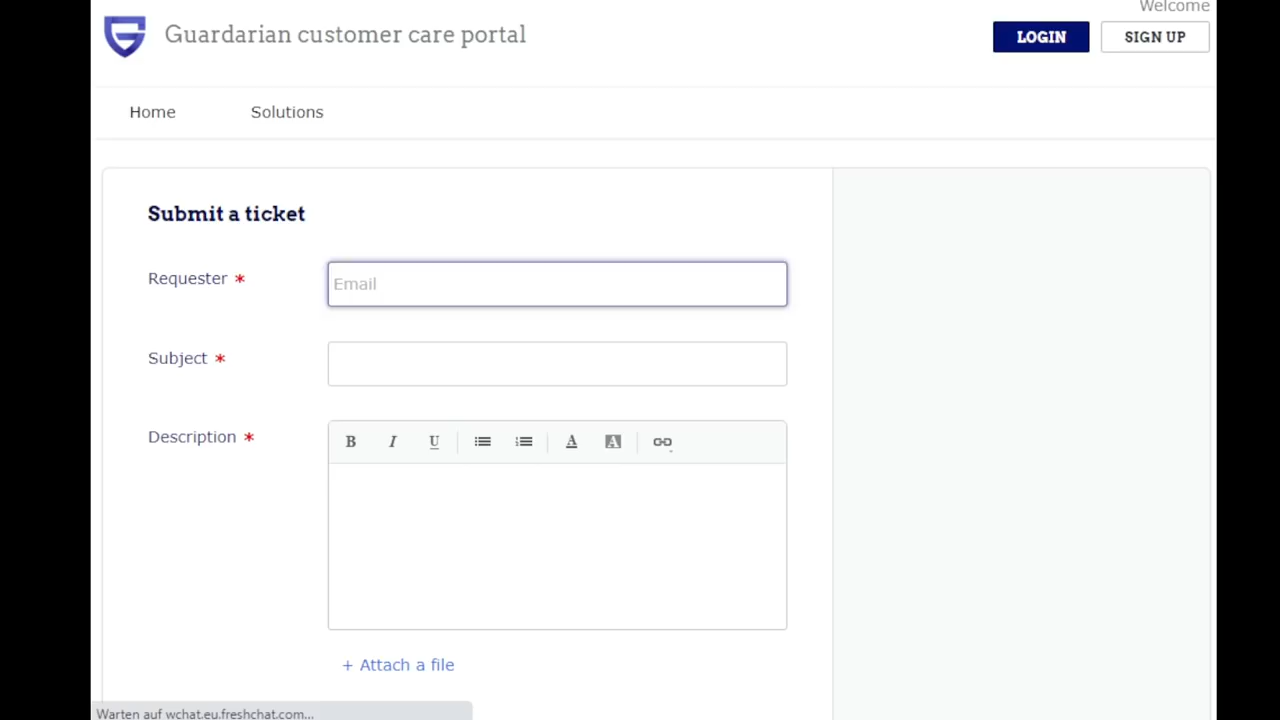 Welcome
Guardarian customer care portal
LOGIN
SIGN UP
Home
Solutions
Submit a ticket
Requester *
Email
Subject *
Description *
B I U A A
+ Attach a file
Warten auf wchat.eu.freshchat.com...